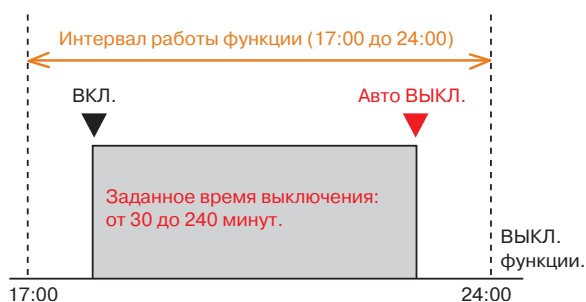 Интервал работы функции (17:00 до 24:00)
ВКЛ.
Авто ВЫКЛ.
Заданное время выключения:
от 30 до 240 минут.
ВЫКЛ.
функции.
17:00
24:00